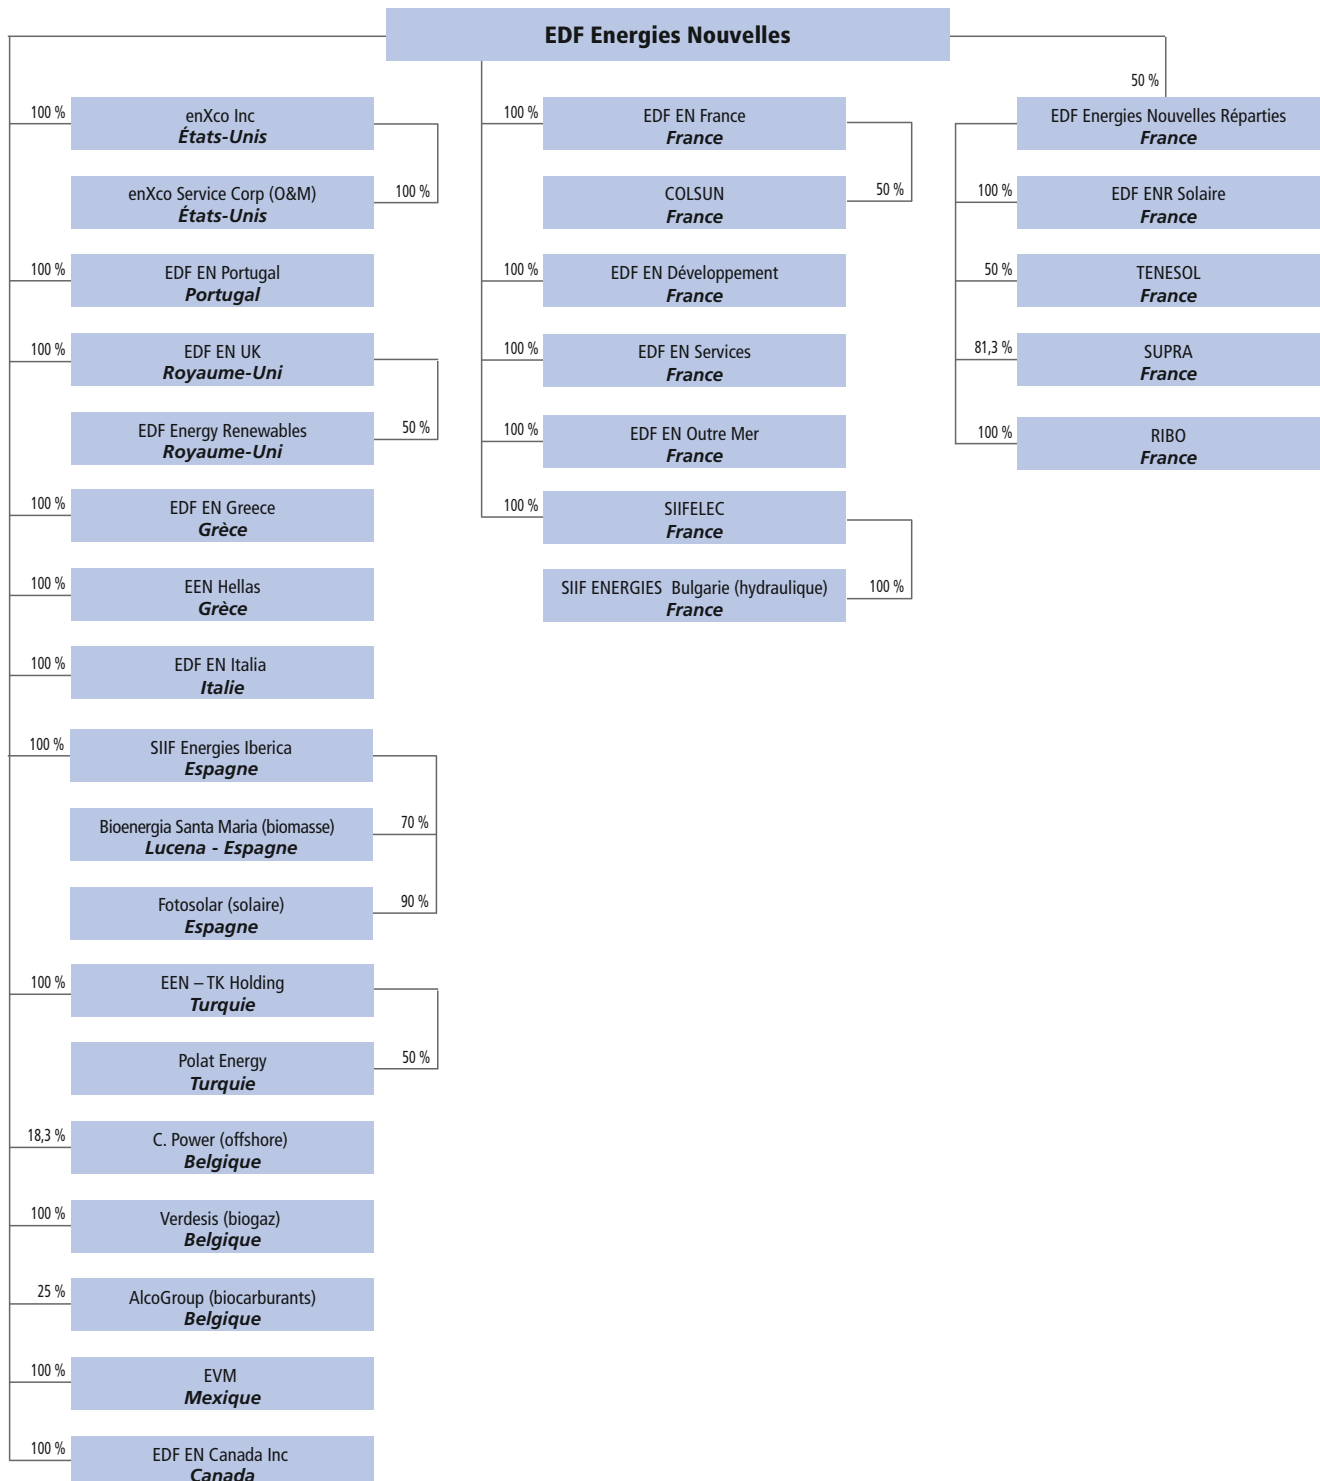 EDF Energies Nouvelles
100 %
enXco Inc
États-Unis
enXco Service Corp (O&M)
États-Unis
100 %
100 %
EDF EN Portugal
Portugal
100 %
EDF EN UK
Royaume-Uni
EDF Energy Renewables
Royaume-Uni
50 %
100 %
EDF EN Greece
Grèce
100 %
EEN Hellas
Grèce
100 %
EDF EN Italia
Italie
100 %
SIIF Energies Iberica
Espagne
Bioenergia Santa Maria (biomasse)
Lucena - Espagne
70 %
Fotosolar (solaire)
Espagne
90 %
100 %
EEN – TK Holding
Turquie
Polat Energy
Turquie
50 %
18,3 %
C. Power (offshore)
Belgique
100 %
Verdesis (biogaz)
Belgique
25 %
AlcoGroup (biocarburants)
Belgique
100 %
EVM
Mexique
100 %
EDF EN Canada Inc
Canada
100 %
EDF EN France
France
COLSUN
France
50 %
100 %
EDF EN Développement
France
100 %
EDF EN Services
France
100 %
EDF EN Outre Mer
France
100 %
SIIFELEC
France
SIIF ENERGIES Bulgarie (hydraulique)
France
100 %
50 %
EDF Energies Nouvelles Réparties
France
100 %
EDF ENR Solaire
France
50 %
TENESOL
France
81,3 %
SUPRA
France
100 %
RIBO
France